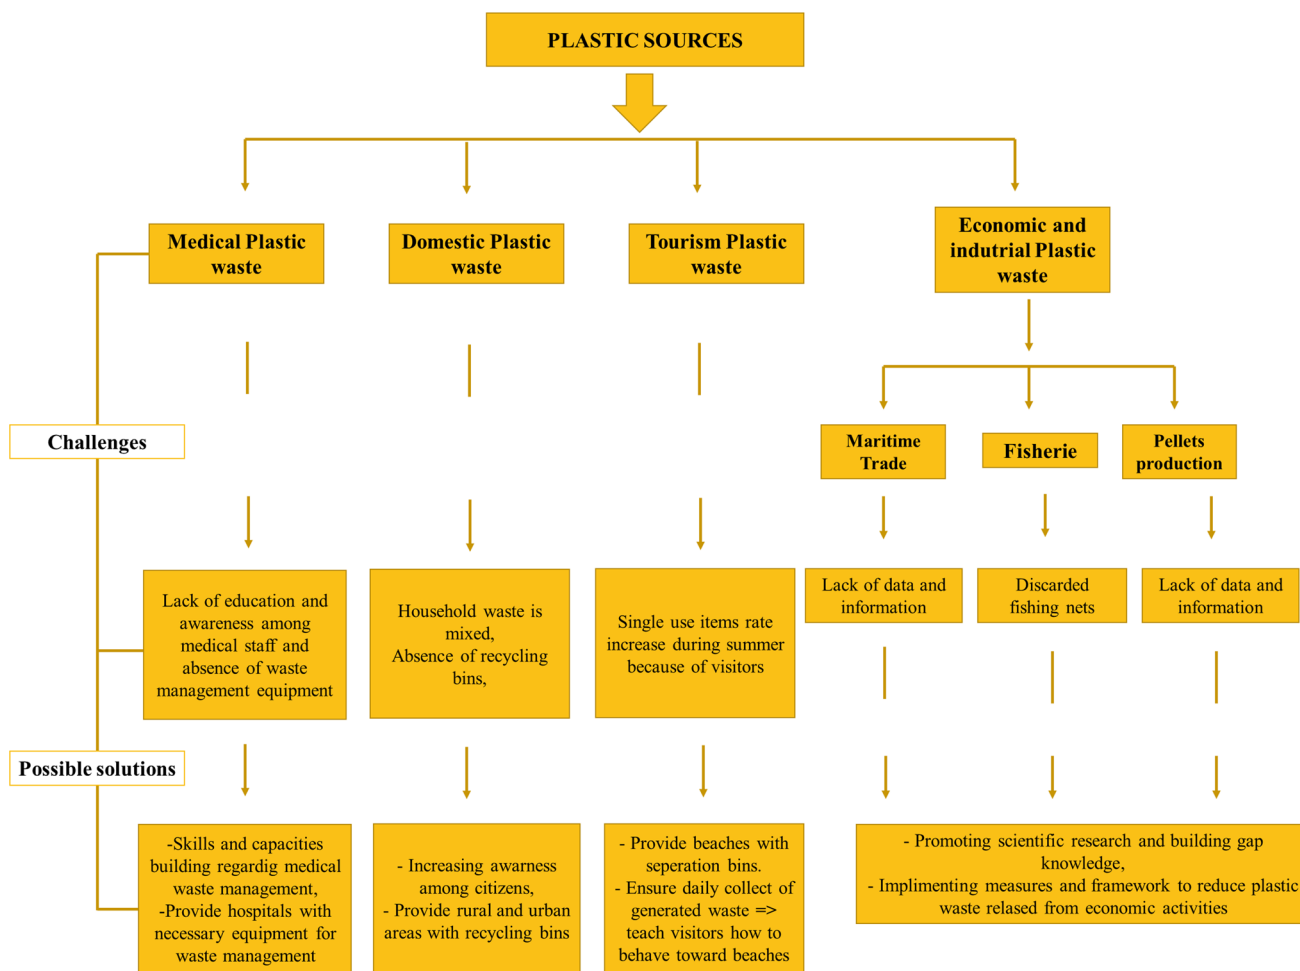 PLASTIC SOURCES
Medical Plastic
waste
Domestic Plastic
waste
Tourism Plastic
waste
Economic and
indutrial Plastic
waste
Challenges
Maritime
Trade
Fisherie
Pellets
production
Lack of education and
awareness among
medical staff and
absence of waste
management equipment
Household waste is
mixed,
Absence of recycling
bins,
Single use items rate
increase during summer
because of visitors
Lack of data and
information
Discarded
fishing nets
Lack of data and
information
Possible solutions
-Skills and capacities
building regardig medical
waste management,
-Provide hospitals with
necessary equipment for
waste management
- Increasing awarness
among citizens,
- Provide rural and urban
areas with recycling bins
- Provide beaches with
seperation bins.
- Ensure daily collect of
generated waste =>
teach visitors how to
behave toward beaches
- Promoting scientific research and building gap
knowledge,
- Implimenting measures and framework to reduce plastic
waste relased from economic activities